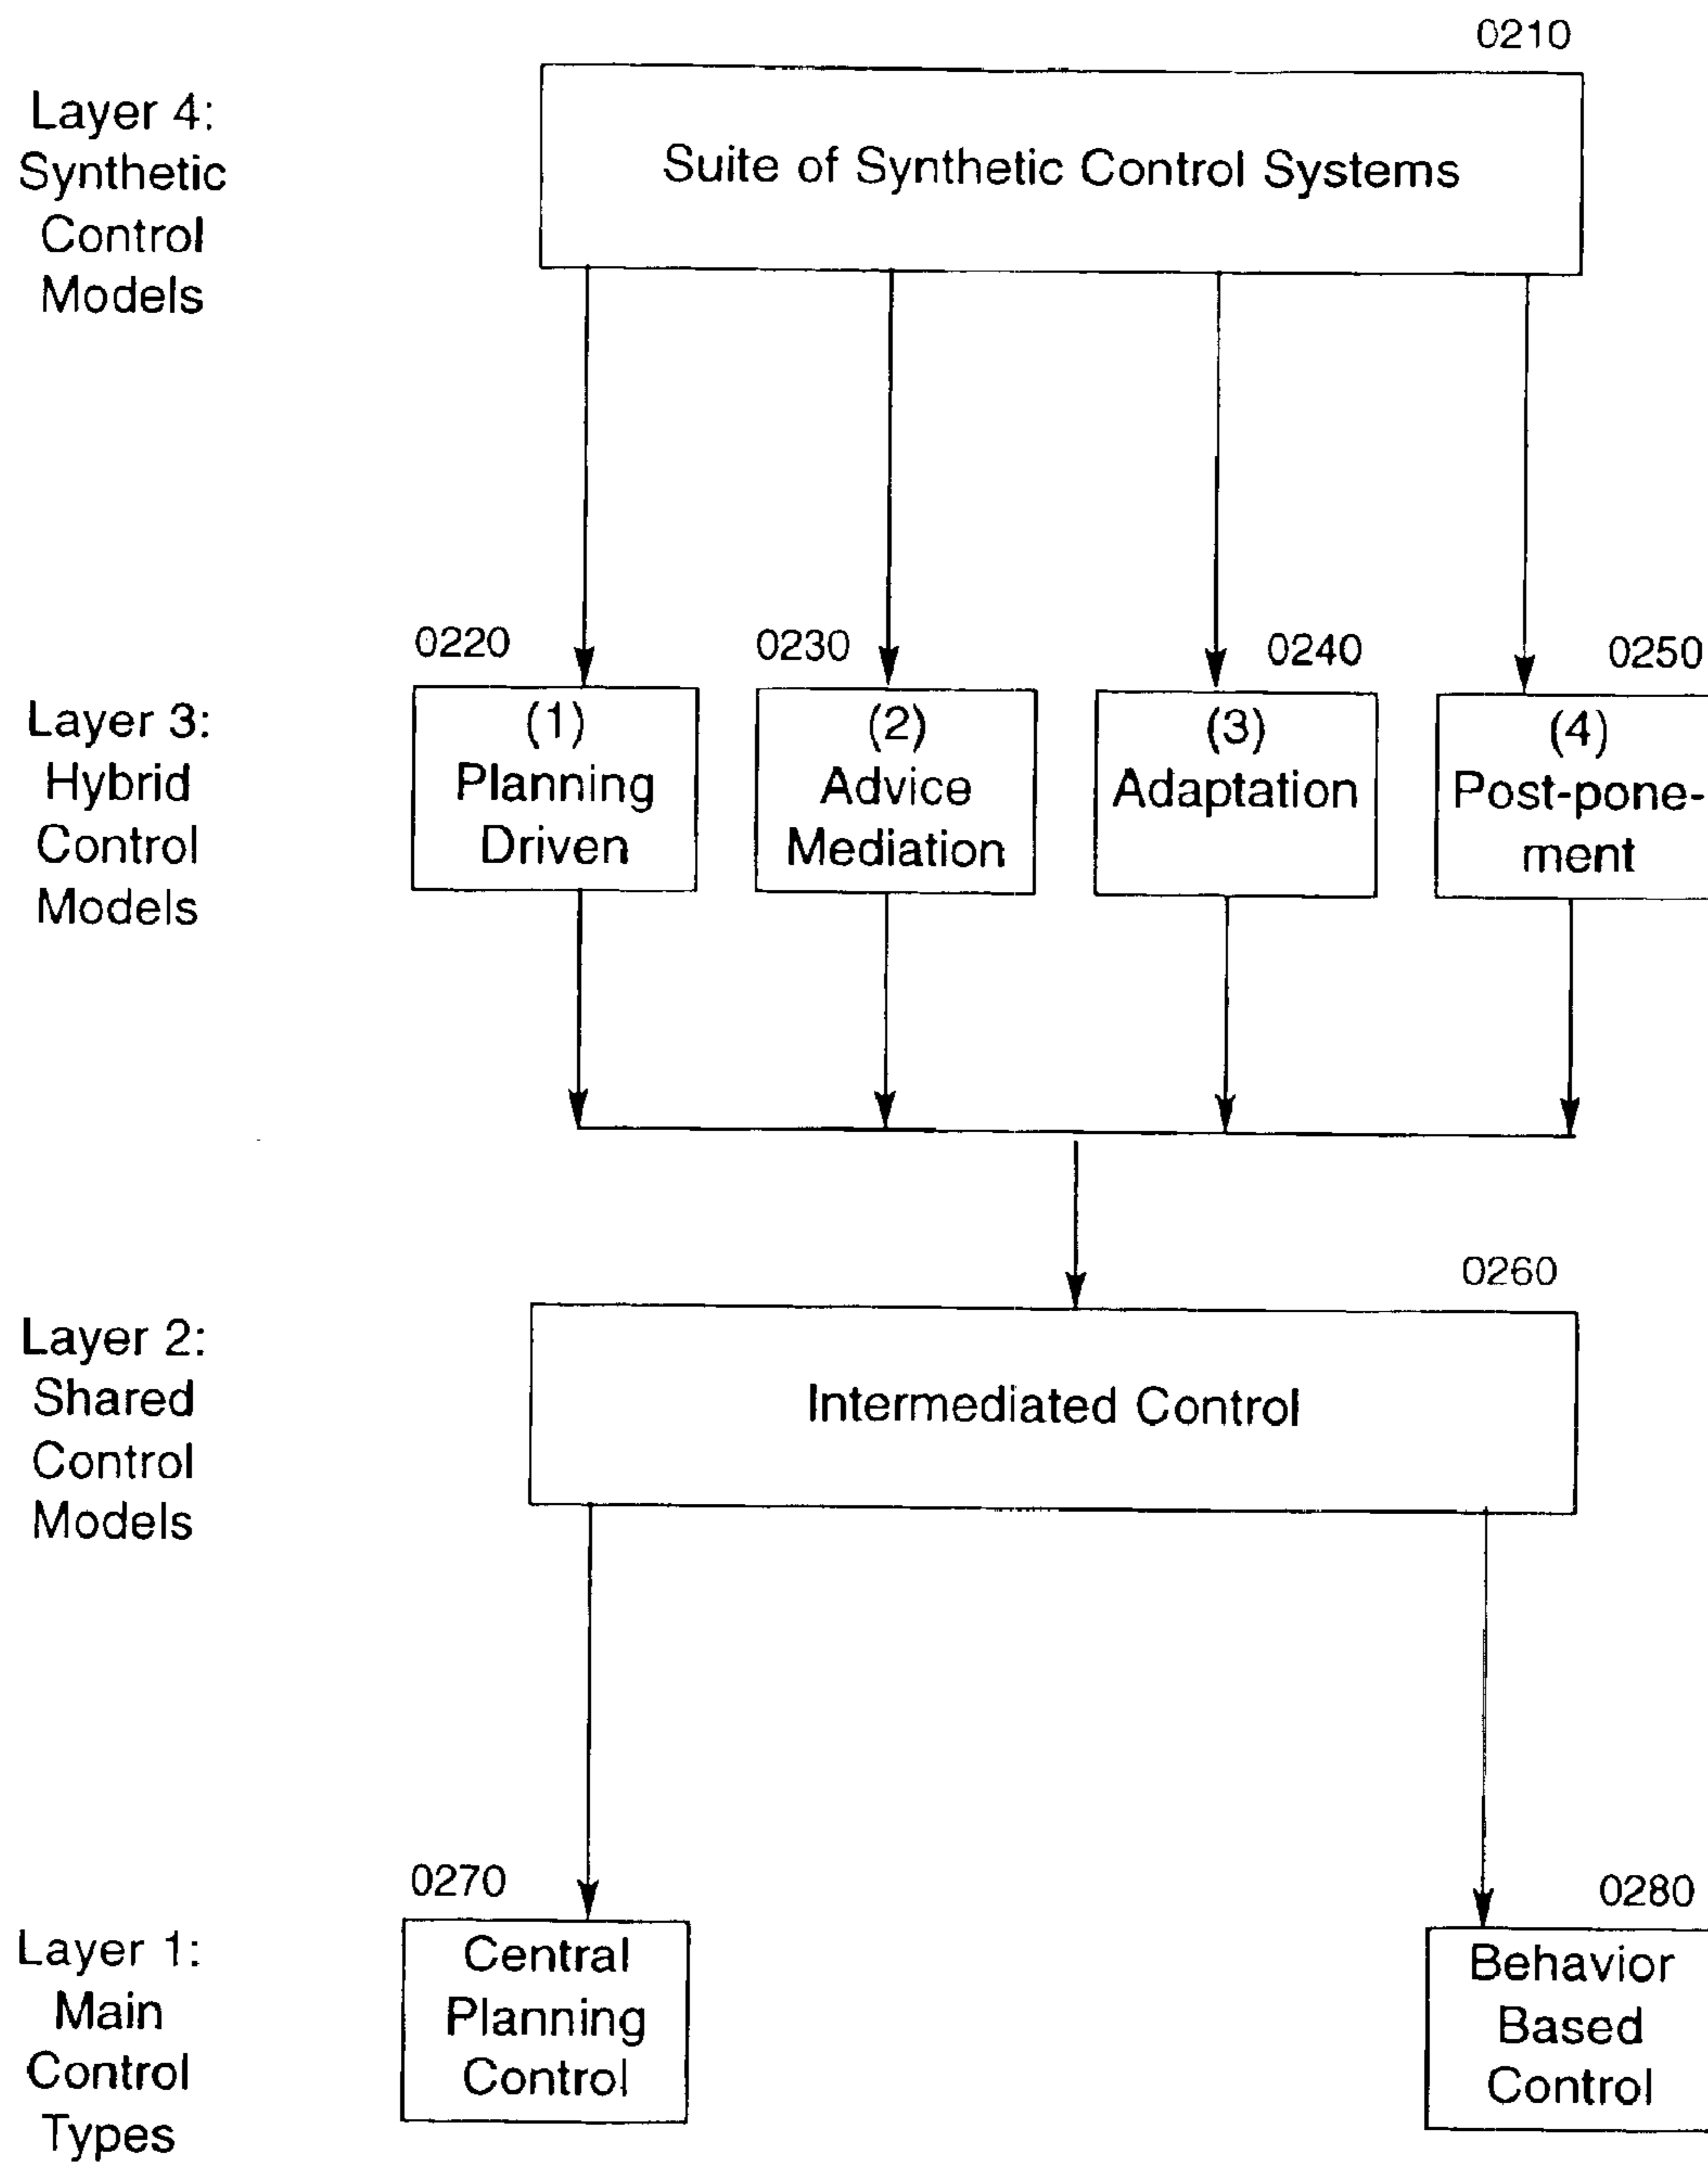 0210
Layer 4:
Synthetic
Control
Models
Suite of Synthetic Control Systems
0220
0230
0240
0250
Layer 3:
Hybrid
Control
Models
(1)
Planning
Driven
(2)
Advice
Mediation
(3)
Adaptation
(4)
Post-pone-
ment
0260
Layer 2:
Shared
Control
Models
Intermediated Control
0270
0280
Layer 1:
Main
Control
Types
Central
Planning
Control
Behavior
Based
Control